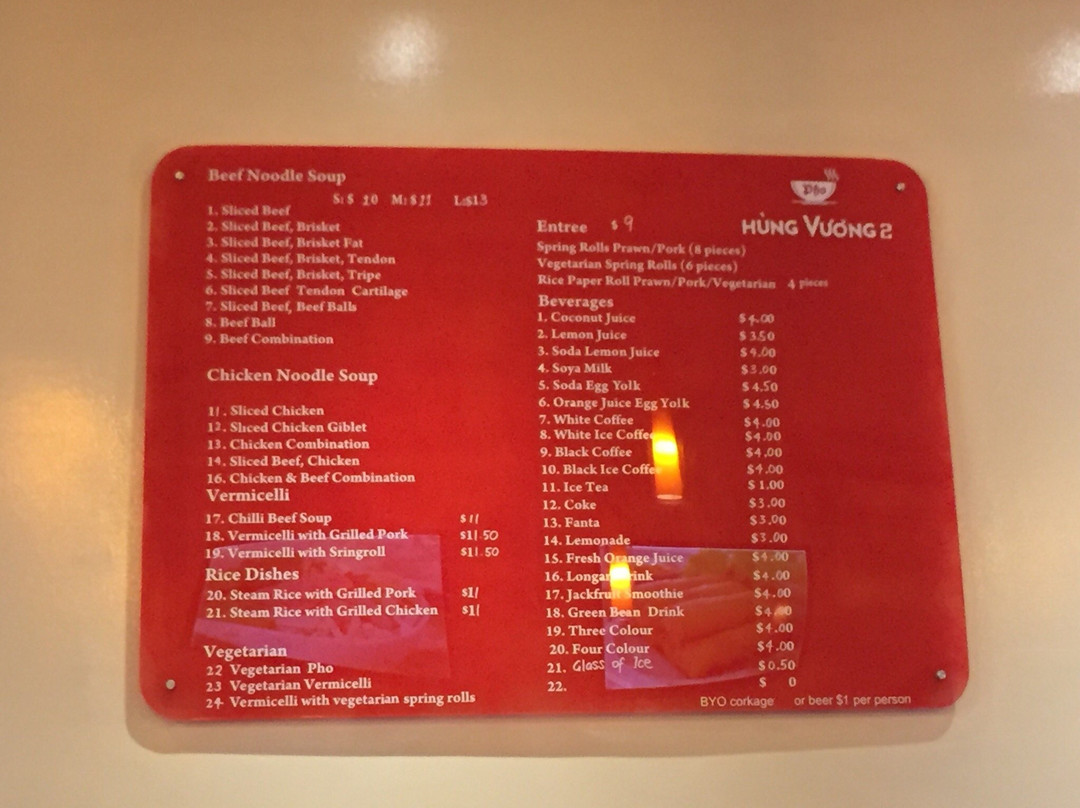 Beef Noodle Soup
S:$ 10 M:$11 L:$13
1. Sliced Beef
2. Sliced Beef, Brisket
3. Sliced Beef, Brisket Fat
4. Sliced Beef, Brisket, Tendon
5. Sliced Beef, Brisket, Tripe
6. Sliced Beef Tendon Cartilage
7. Sliced Beef, Beef Balls
8. Beef Ball
9. Beef Combination
Chicken Noodle Soup
11. Sliced Chicken
12. Sliced Chicken Giblet
13. Chicken Combination
14. Sliced Beef, Chicken
16. Chicken & Beef Combination
Vermicelli
17. Chilli Beef Soup $11
18. Vermicelli with Grilled Pork $11.50
19. Vermicelli with Sringroll $11.50
Rice Dishes
20. Steam Rice with Grilled Pork $11
21. Steam Rice with Grilled Chicken $11
Vegetarian
22 Vegetarian Pho
23 Vegetarian Vermicelli
24 Vermicelli with vegetarian spring rolls
Pho
HÙNG VƯƠNG 2
Entree $9
Spring Rolls Prawn/Pork (8 pieces)
Vegetarian Spring Rolls (6 pieces)
Rice Paper Roll Prawn/Pork/Vegetarian 4 pieces
Beverages
1. Coconut Juice $4.00
2. Lemon Juice $3.50
3. Soda Lemon Juice $4.00
4. Soya Milk $3.00
5. Soda Egg Yolk $4.50
6. Orange Juice Egg Yolk $4.50
7. White Coffee $4.00
8. White Ice Coffee $4.00
9. Black Coffee $4.00
10. Black Ice Coffe $4.00
11. Ice Tea $1.00
12. Coke $3.00
13. Fanta $3.00
14. Lemonade $3.00
15. Fresh Orange Juice $4.00
16. Longan Drink $4.00
17. Jackfruit Smoothie $4.00
18. Green Bean Drink $4.00
19. Three Colour $4.00
20. Four Colour $4.00
21. Glass of Ice $0.50
22. $ 0
BYO corkage or beer $1 per person